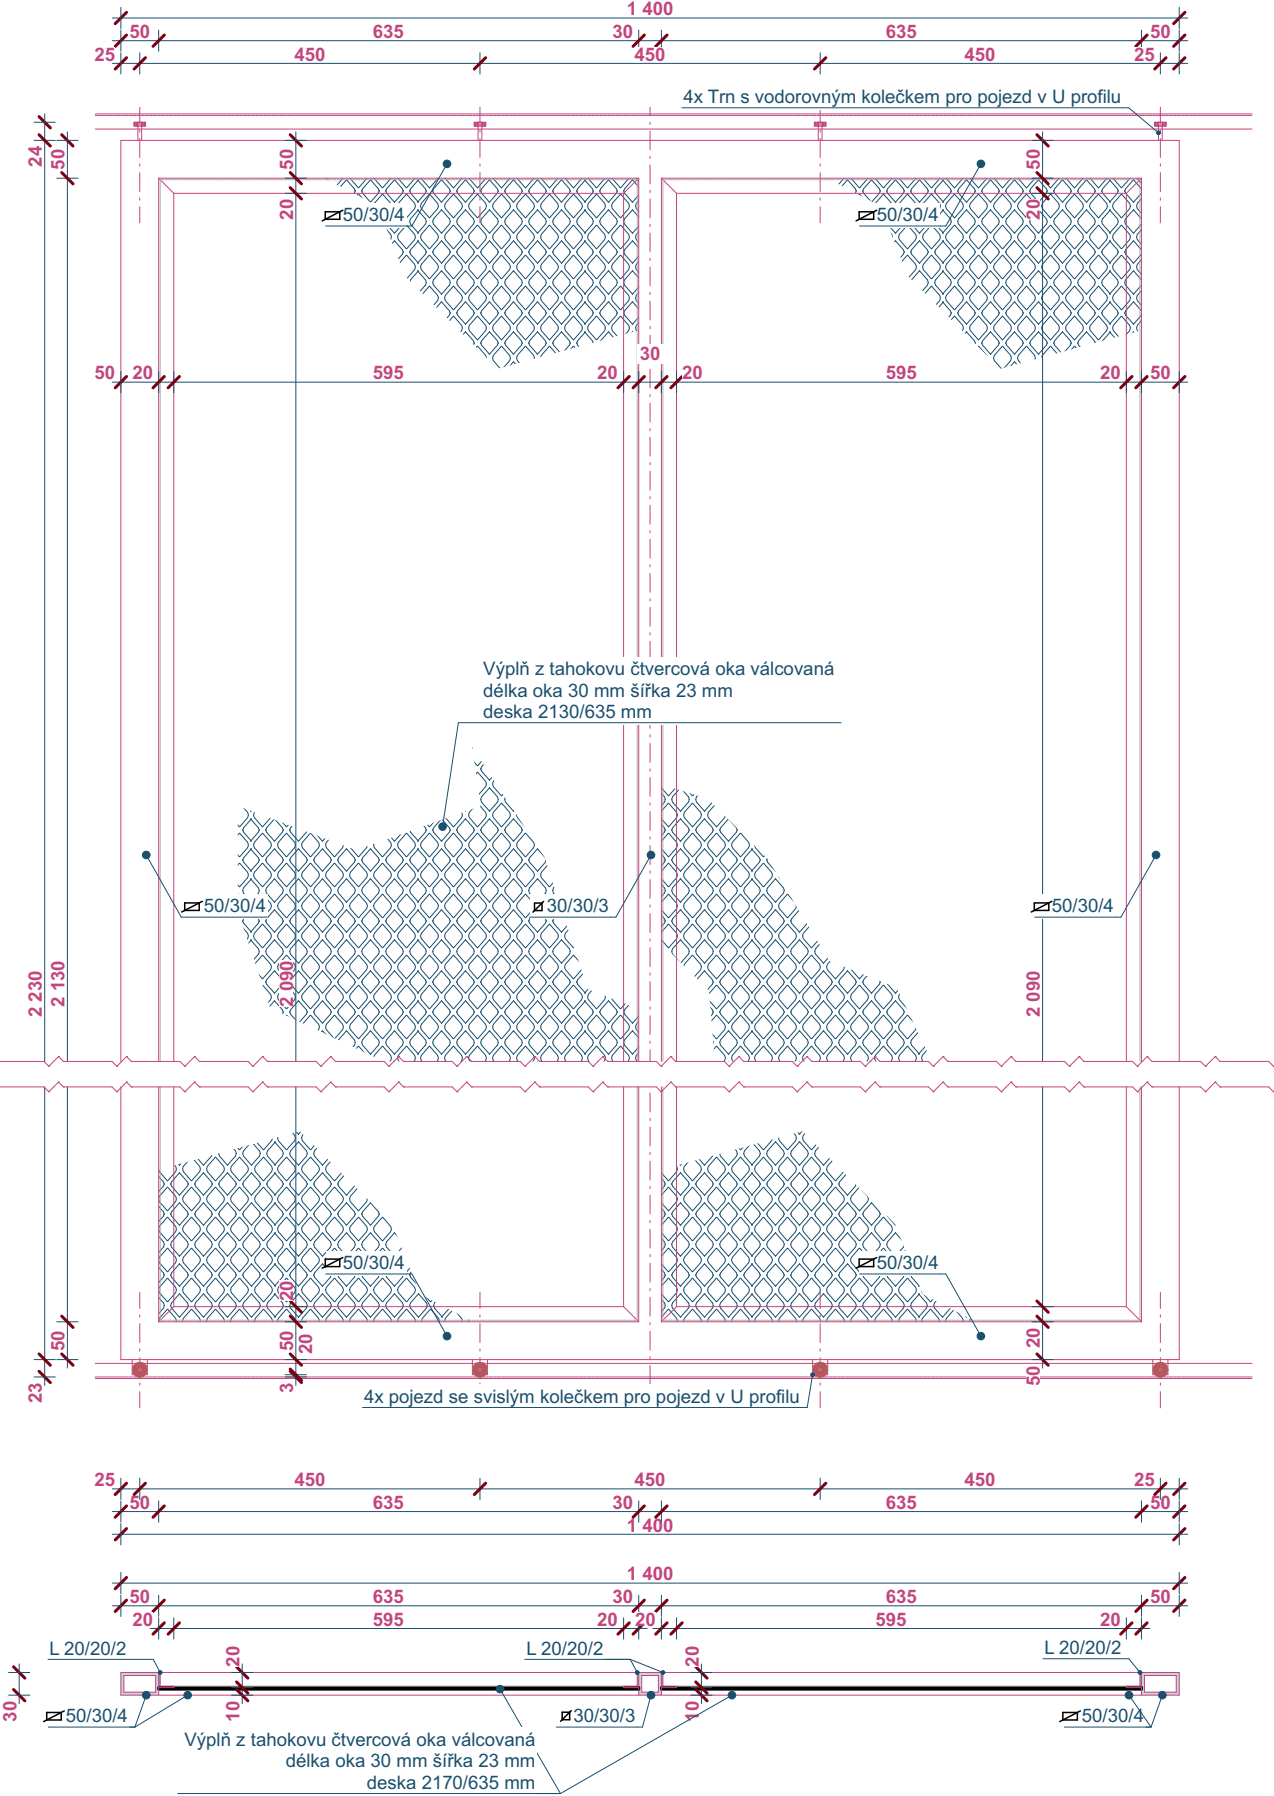 1 400
50 635 30 635 50
25 450 450 450 25
4x Trn s vodorovným kolečkem pro pojezd v U profilu
24 50 50 50
20 50/30/4 50/30/4 20
30
50 20 595 20 20 595 20 50
Výplň z tahokovu čtvercová oka válcovaná
délka oka 30 mm šířka 23 mm
deska 2130/635 mm
50/30/4 30/30/3 50/30/4
2 230 2 130 2 090 2 090
50/30/4 50/30/4
20
50 50 20 20
23 3 50
4x pojezd se svislým kolečkem pro pojezd v U profilu
25 450 450 450 25
50 635 30 635 50
1 400
1 400
50 635 30 635 50
20 595 20 20 595 20
L 20/20/2 L 20/20/2 L 20/20/2
20 20
30 10 10
50/30/4 30/30/3 50/30/4
Výplň z tahokovu čtvercová oka válcovaná
délka oka 30 mm šířka 23 mm
deska 2170/635 mm